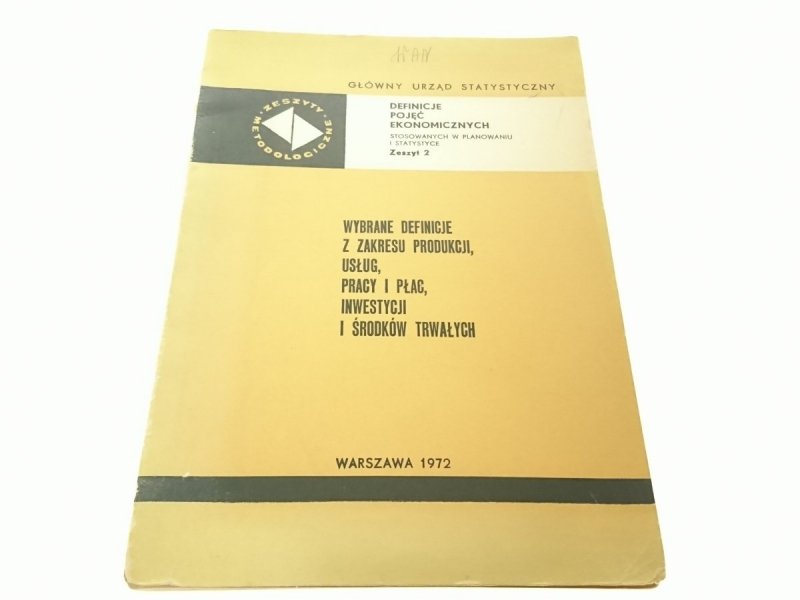 GŁÓWNY URZĄD STATYSTYCZNY
ZESZYTY METODOLOGICZNE
DEFINICJE
POJĘĆ
EKONOMICZNYCH
STOSOWANYCH W PLANOWANIU
I STATYSTYCE
Zeszyt 2
WYBRANE DEFINICJE
Z ZAKRESU PRODUKCJI,
USŁUG,
PRACY I PŁAC,
INWESTYCJI
I ŚRODKÓW TRWAŁYCH
WARSZAWA 1972